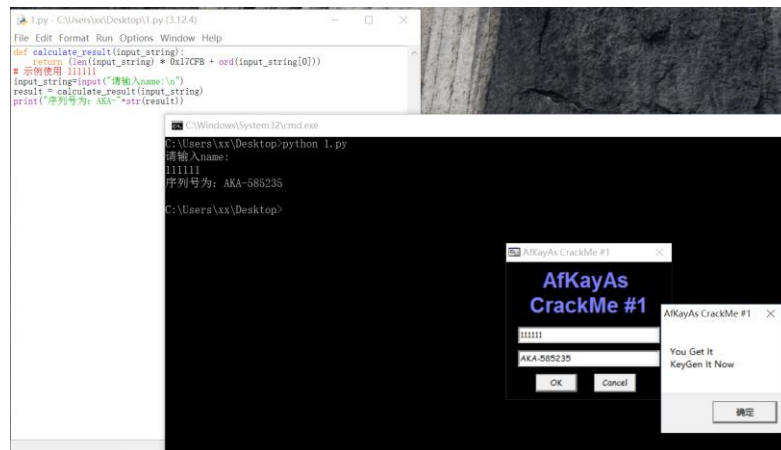 1.py - C:\Users\xx\Desktop\1.py (3.12.4)
File Edit Format Run Options Window Help
def calculate_result(input_string):
    return (len(input_string) * 0x17CFB + ord(input_string[0]))
# 示例使用 111111
input_string=input("请输入name:\n")
result = calculate_result(input_string)
print("序列号为: AKA-"+str(result))
C:\Windows\System32\cmd.exe
C:\Users\xx\Desktop>python 1.py
请输入name:
111111
序列号为: AKA-585235
C:\Users\xx\Desktop>
AfKayAs CrackMe #1
AfKayAs
CrackMe #1
111111
AKA-585235
OK Cancel
AfKayAs CrackMe #1
You Get It
KeyGen It Now
确定